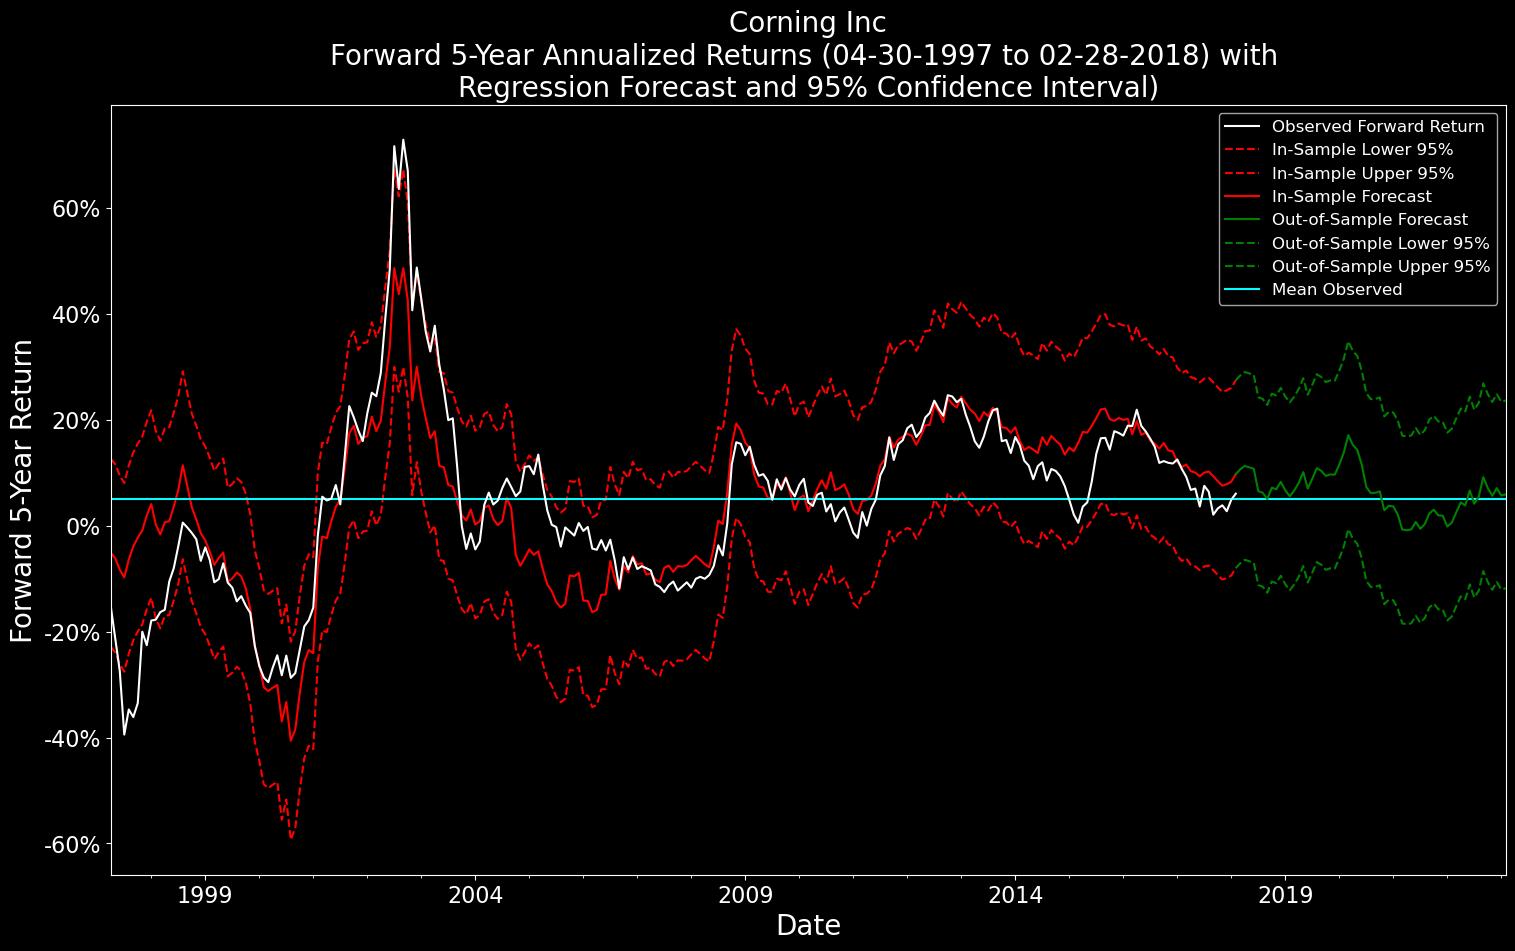 Corning Inc
Forward 5-Year Annualized Returns (04-30-1997 to 02-28-2018) with
Regression Forecast and 95% Confidence Interval)
Observed Forward Return
In-Sample Lower 95%
In-Sample Upper 95%
In-Sample Forecast
Out-of-Sample Forecast
Out-of-Sample Lower 95%
Out-of-Sample Upper 95%
Mean Observed
Forward 5-Year Return
60%
40%
20%
0%
-20%
-40%
-60%
1999
2004
2009
2014
2019
Date